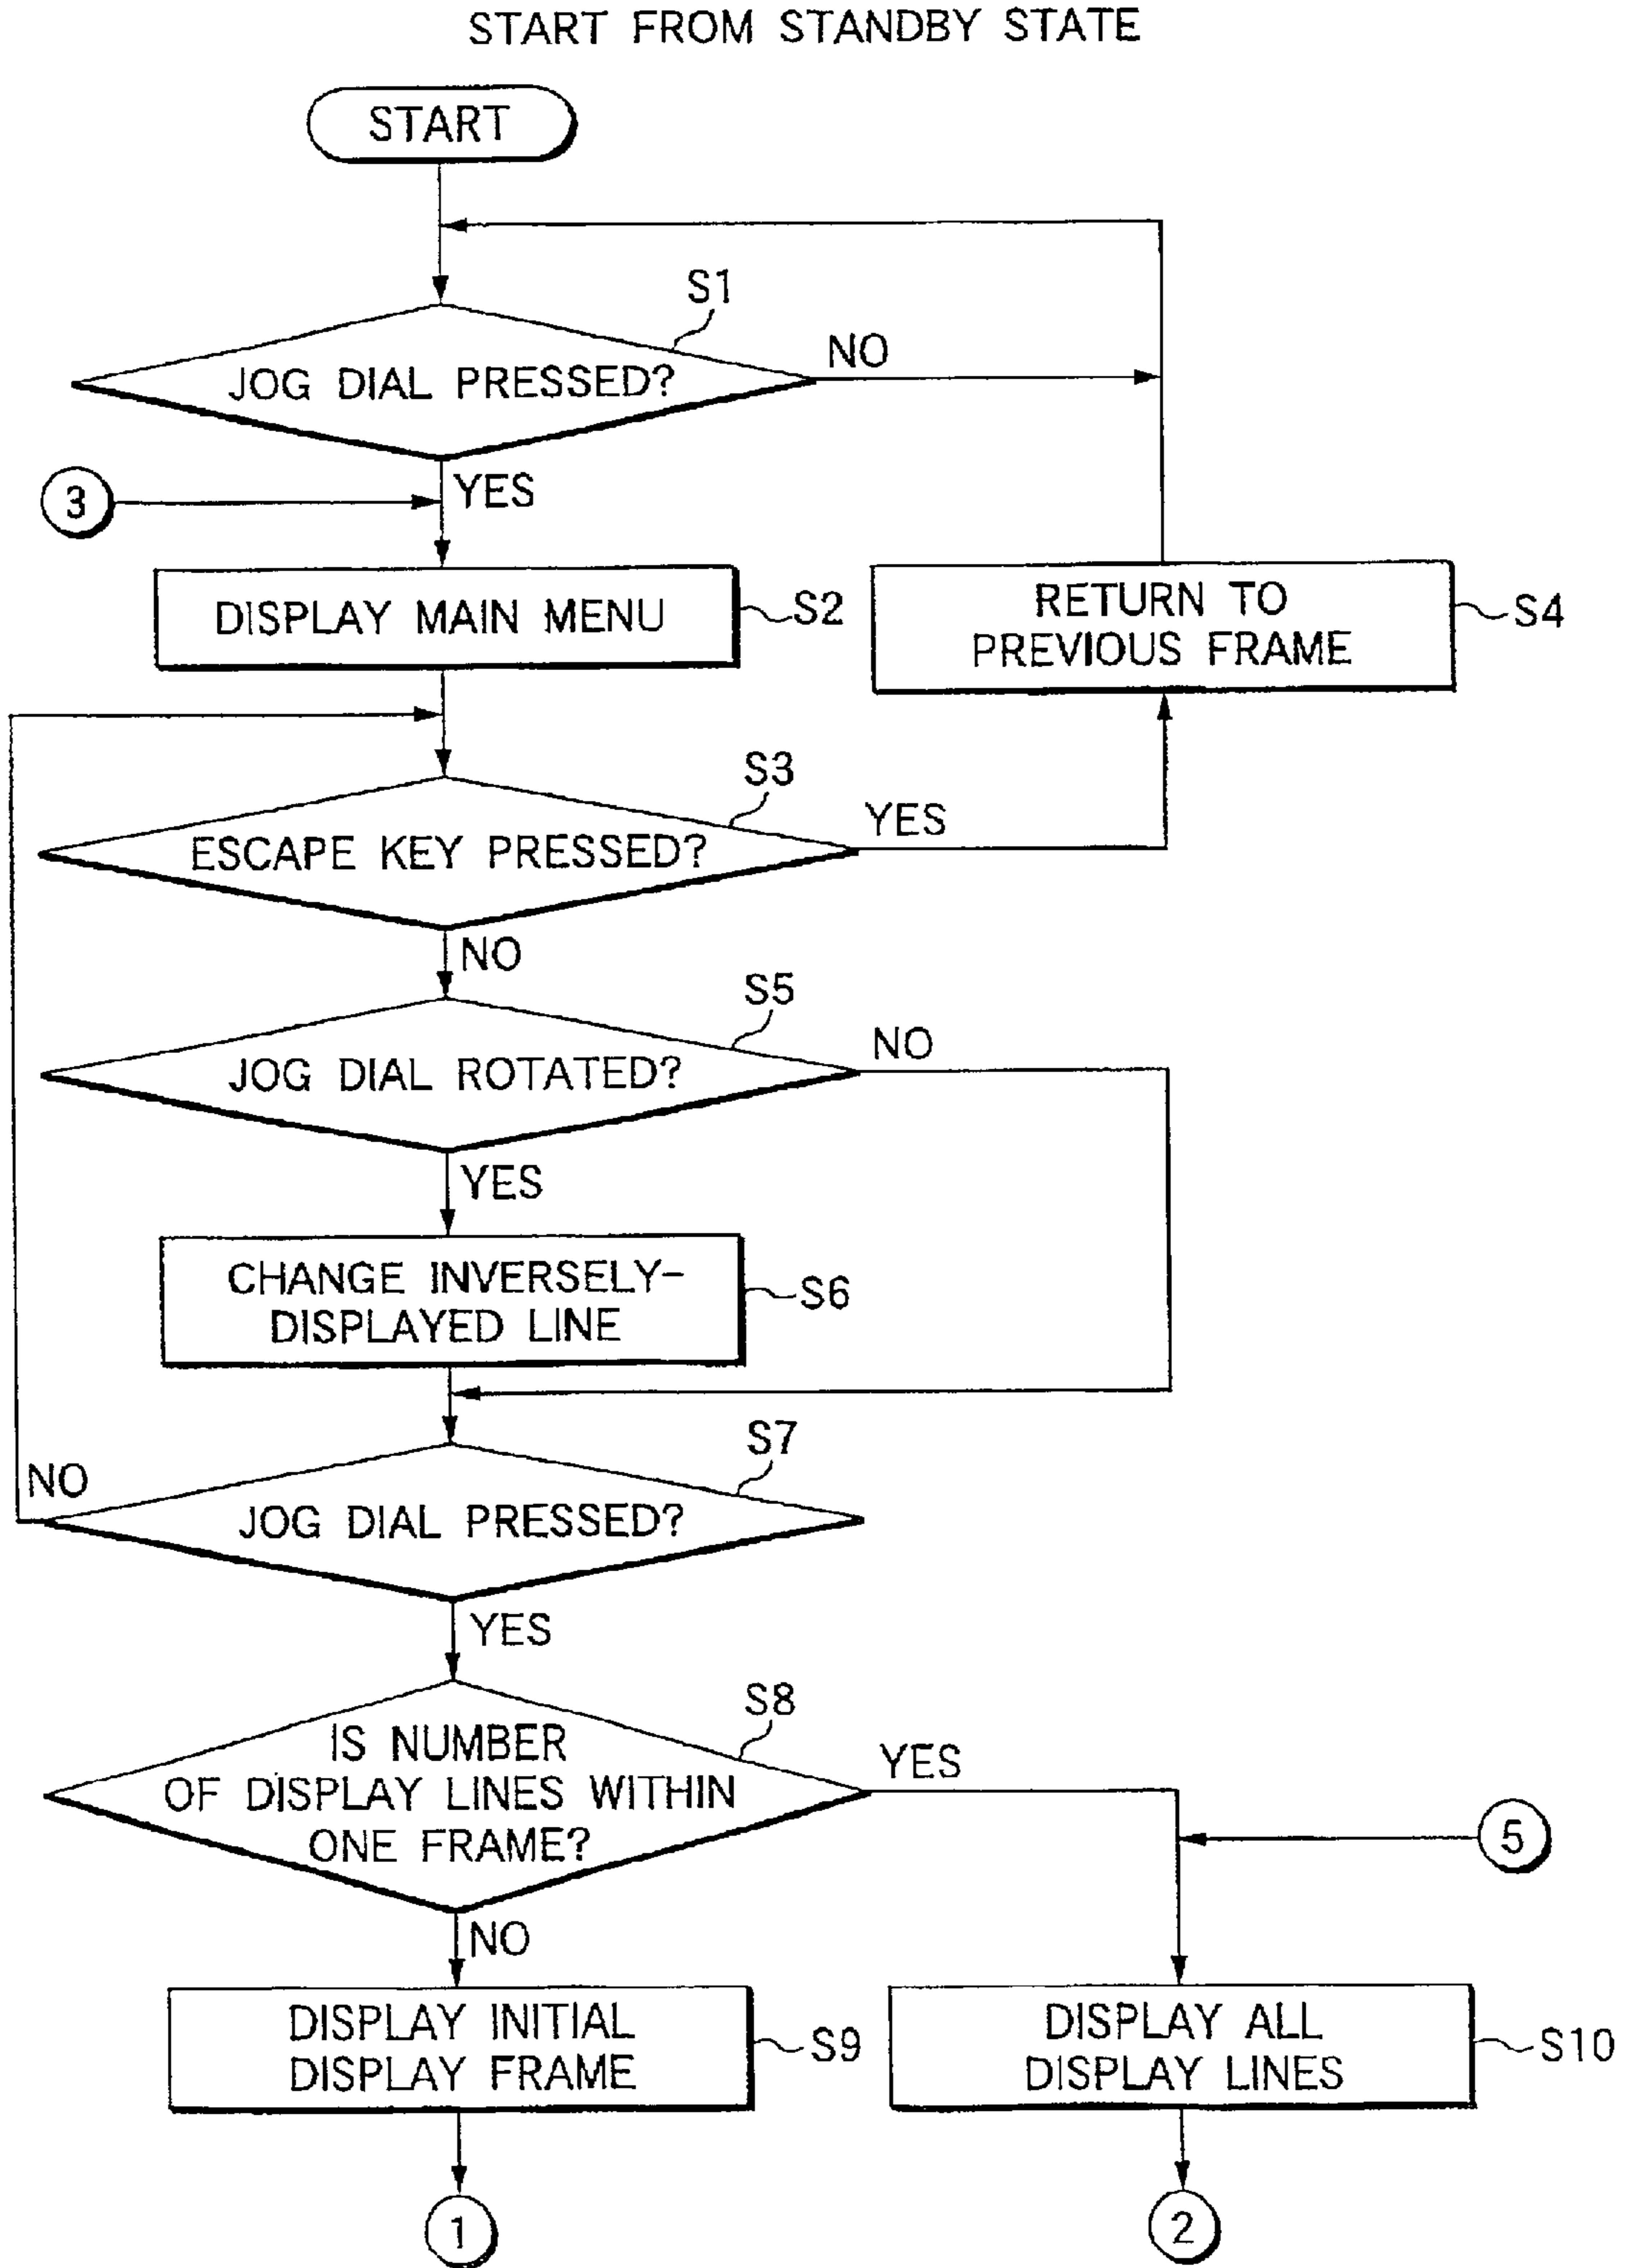 START FROM STANDBY STATE
START
S1
JOG DIAL PRESSED?
NO
YES
3
DISPLAY MAIN MENU
S2
RETURN TO
PREVIOUS FRAME
S4
S3
ESCAPE KEY PRESSED?
YES
NO
S5
JOG DIAL ROTATED?
NO
YES
CHANGE INVERSELY-
DISPLAYED LINE
S6
S7
NO
JOG DIAL PRESSED?
YES
S8
IS NUMBER
OF DISPLAY LINES WITHIN
ONE FRAME?
YES
5
NO
DISPLAY INITIAL
DISPLAY FRAME
S9
DISPLAY ALL
DISPLAY LINES
S10
1
2